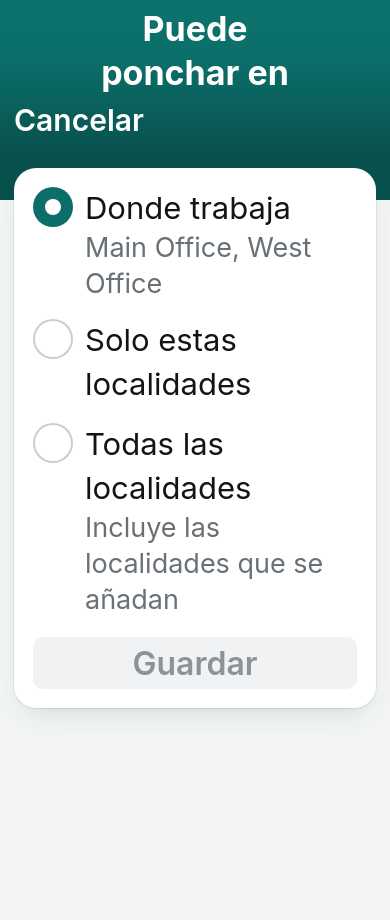 Puede
ponchar en
Cancelar
Donde trabaja
Main Office, West
Office
Solo estas
localidades
Todas las
localidades
Incluye las
localidades que se
añadan
Guardar